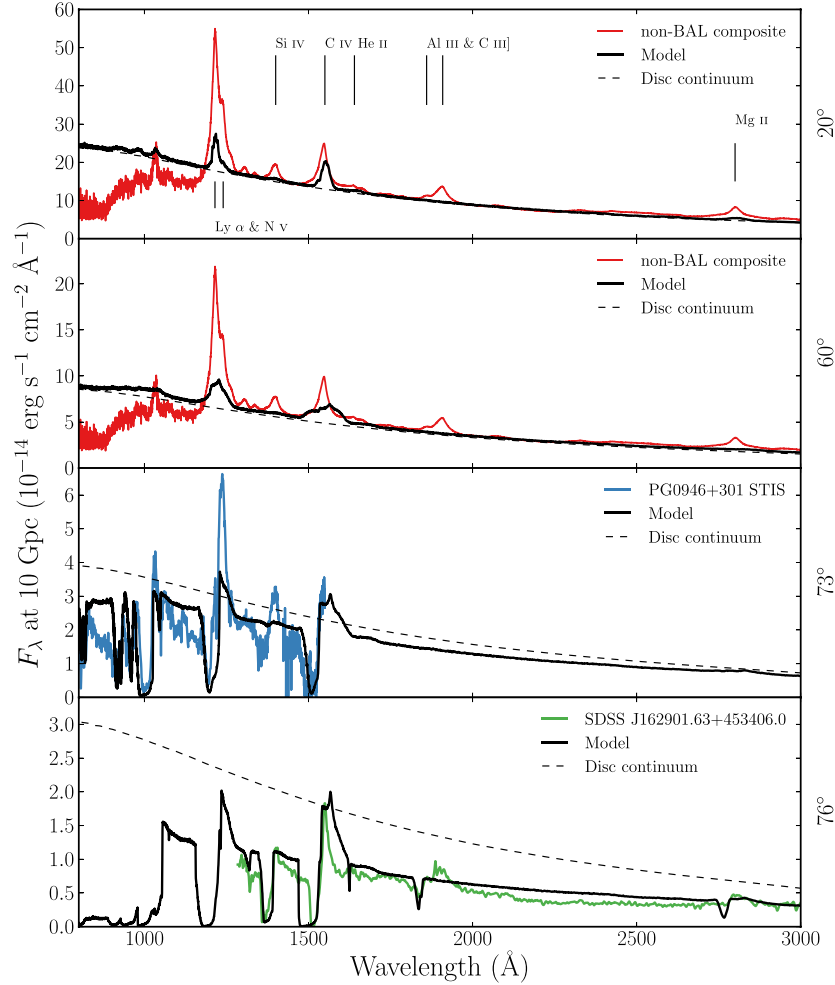 60
50
40
30
20
10
0
Si IV
C IV He II
Al III & C III]
Mg II
Ly α & N V
non-BAL composite
Model
Disc continuum
20°
20
15
10
5
0
non-BAL composite
Model
Disc continuum
60°
6
5
4
3
2
1
0
PG0946+301 STIS
Model
Disc continuum
73°
3.0
2.5
2.0
1.5
1.0
0.5
0.0
SDSS J162901.63+453406.0
Model
Disc continuum
76°
1000
1500
2000
2500
3000
Wavelength (Å)
Fλ at 10 Gpc (10−14 erg s−1 cm−2 Å−1)